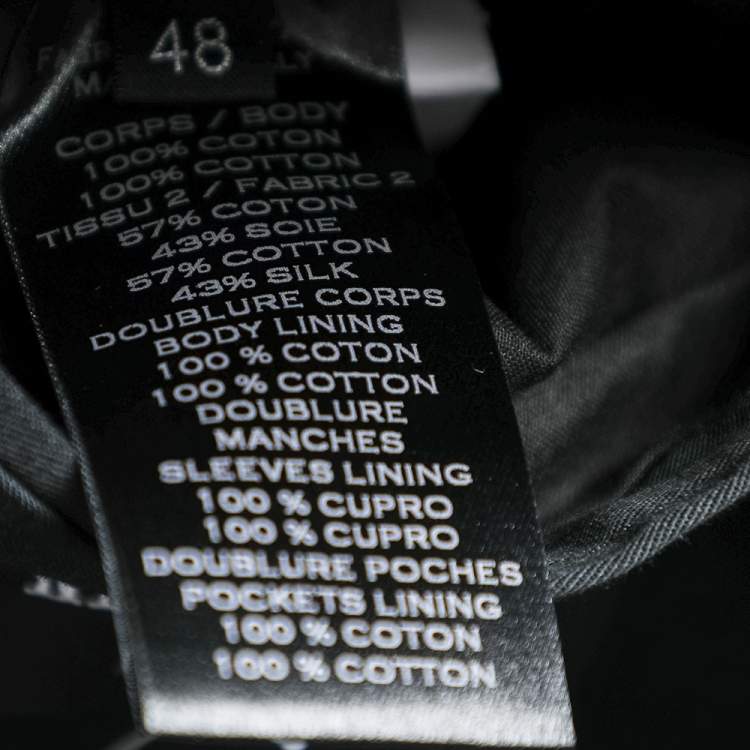 48
CORPS / BODY
100% COTON
100% COTTON
TISSU 2 / FABRIC 2
57% COTON
43% SOIE
57% COTTON
43% SILK
DOUBLURE CORPS
BODY LINING
100 % COTON
100 % COTTON
DOUBLURE
MANCHES
SLEEVES LINING
100 % CUPRO
100 % CUPRO
DOUBLURE POCHES
POCKETS LINING
100 % COTON
100 % COTTON